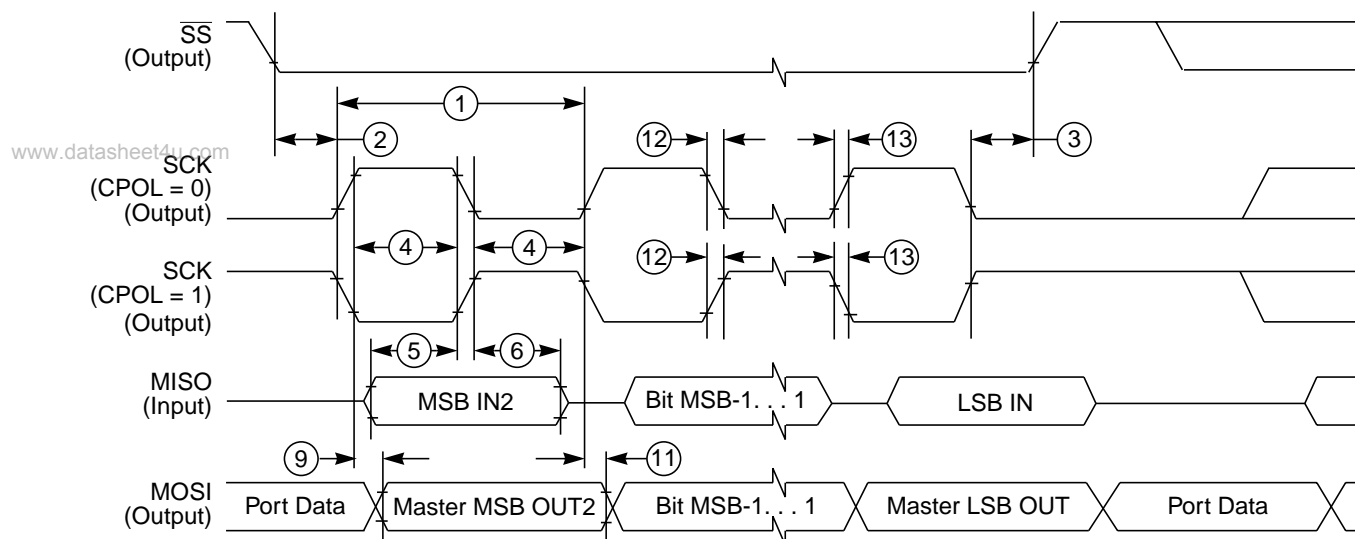 SS
(Output)
1
2
12
13
3
www.datasheet4u.com
SCK
(CPOL = 0)
(Output)
4
4
12
13
SCK
(CPOL = 1)
(Output)
5
6
MISO
(Input)
MSB IN2
Bit MSB-1. . . 1
LSB IN
9
11
MOSI
(Output)
Port Data
Master MSB OUT2
Bit MSB-1. . . 1
Master LSB OUT
Port Data